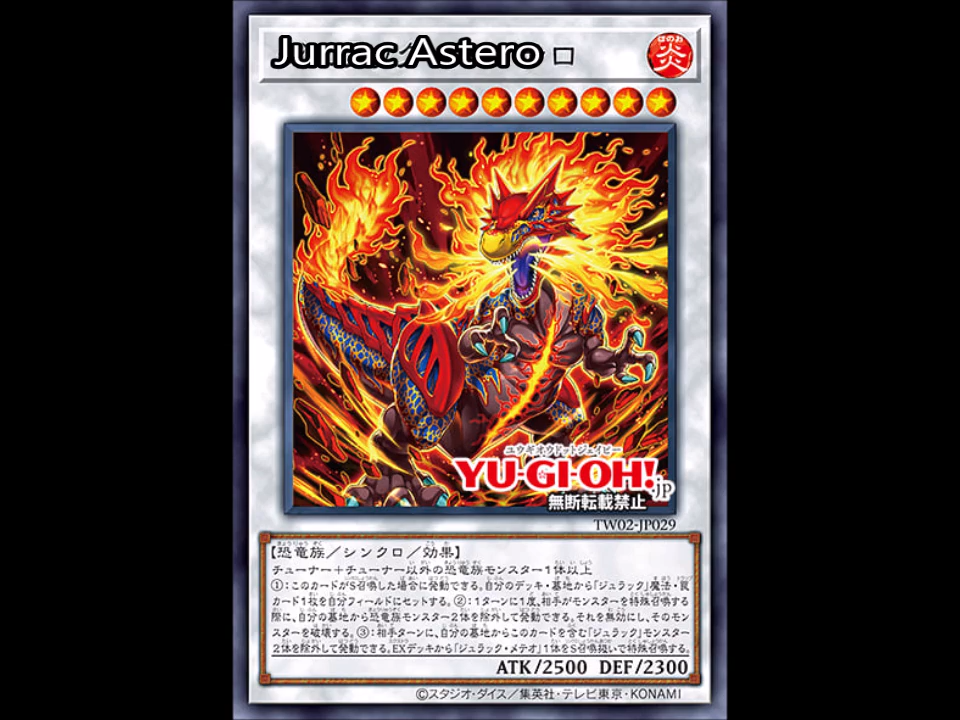 Jurrac Astero ロ
炎
ほのお
ユウギオウドットジェイピー
YU-GI-OH!.jp
無断転載禁止
TW02-JP029
【恐竜族／シンクロ／効果】
チューナー＋チューナー以外の恐竜族モンスター1体以上
①：このカードがS召喚した場合に発動できる。自分のデッキ・墓地から「ジュラック」魔法・罠
カード1枚を自分フィールドにセットする。②：1ターンに1度、相手がモンスターを特殊召喚する
際に、自分の墓地から恐竜族モンスター2体を除外して発動できる。それを無効にし、そのモン
スターを破壊する。③：相手ターンに、自分の墓地からこのカードを含む「ジュラック」モンスター
2体を除外して発動できる。EXデッキから「ジュラック・メテオ」1体をS召喚扱いで特殊召喚する。
ATK/2500 DEF/2300
©スタジオ・ダイス／集英社・テレビ東京・KONAMI